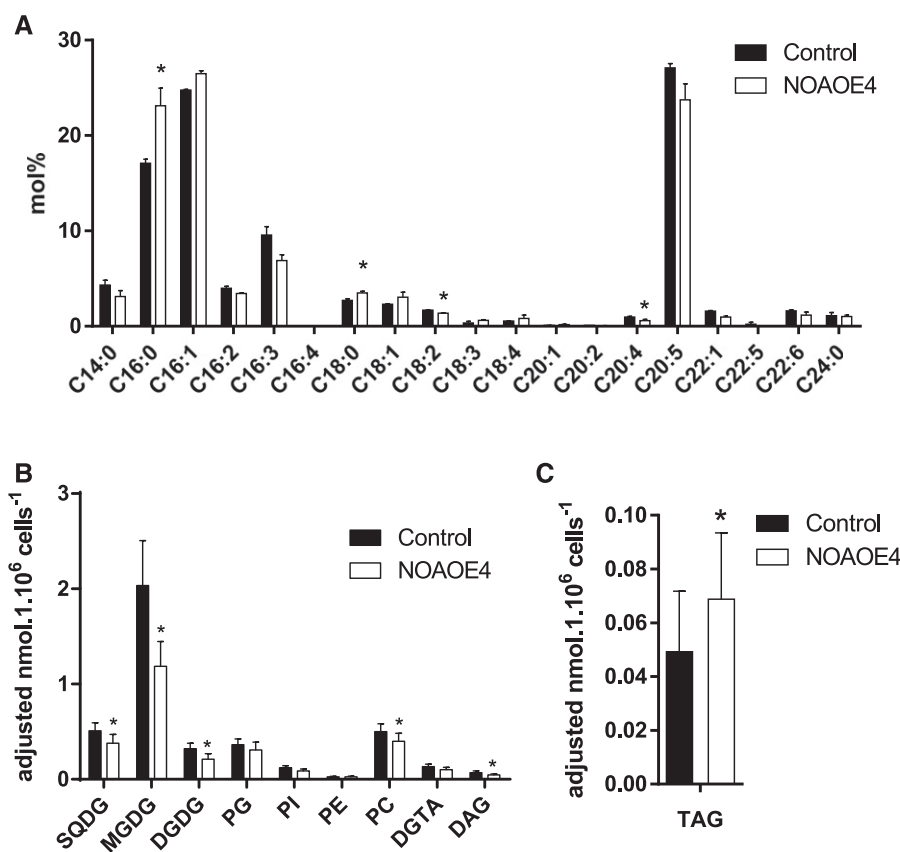 A
30
20
10
0
mol%
Control
NOAOE4
*
*
*
*
C14:0
C16:0
C16:1
C16:2
C16:3
C16:4
C18:0
C18:1
C18:2
C18:3
C18:4
C20:1
C20:2
C20:4
C20:5
C22:1
C22:5
C22:6
C24:0
B
3
2
1
0
adjusted nmol.1.10⁶ cells⁻¹
Control
NOAOE4
*
*
*
*
*
SQDG
MGDG
DGDG
PG
PI
PE
PC
DGTA
DAG
C
0.10
0.08
0.06
0.04
0.02
0.00
adjusted nmol.1.10⁶ cells⁻¹
*
Control
NOAOE4
TAG